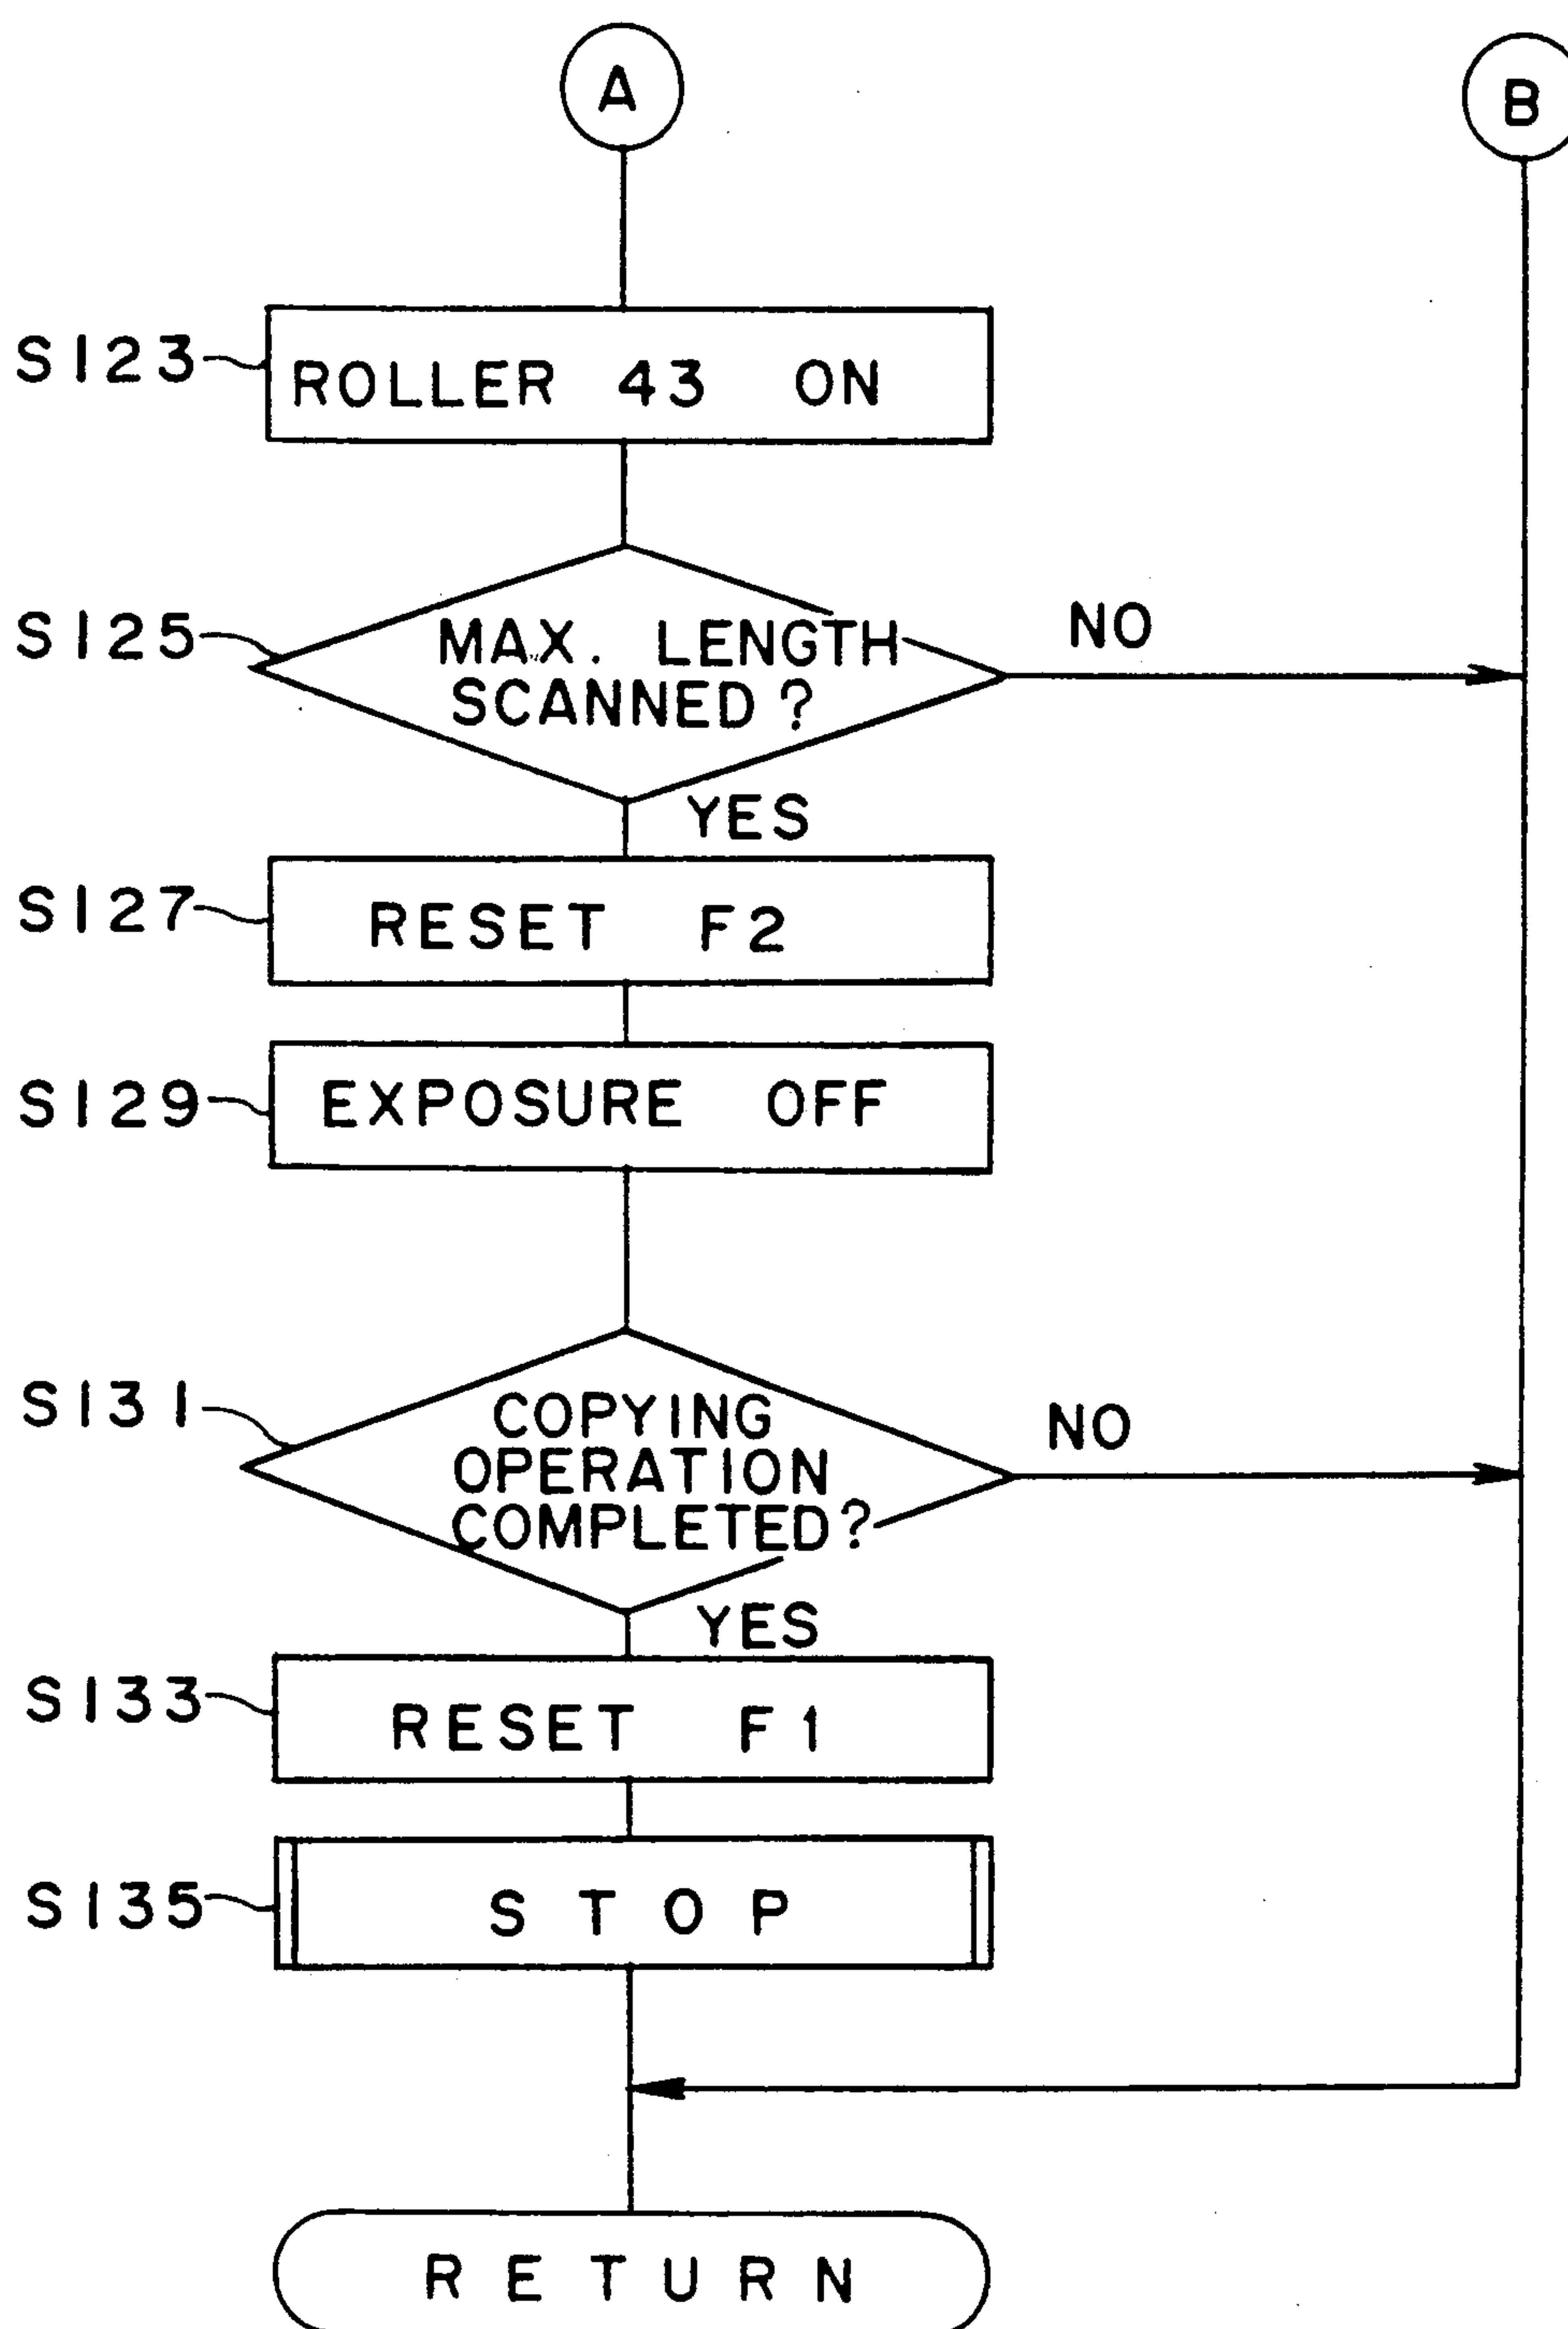 A
B
S123
ROLLER 43 ON
S125
MAX. LENGTH
SCANNED?
NO
YES
S127
RESET F2
S129
EXPOSURE OFF
S131
COPYING
OPERATION
COMPLETED?
NO
YES
S133
RESET F1
S135
STOP
RETURN